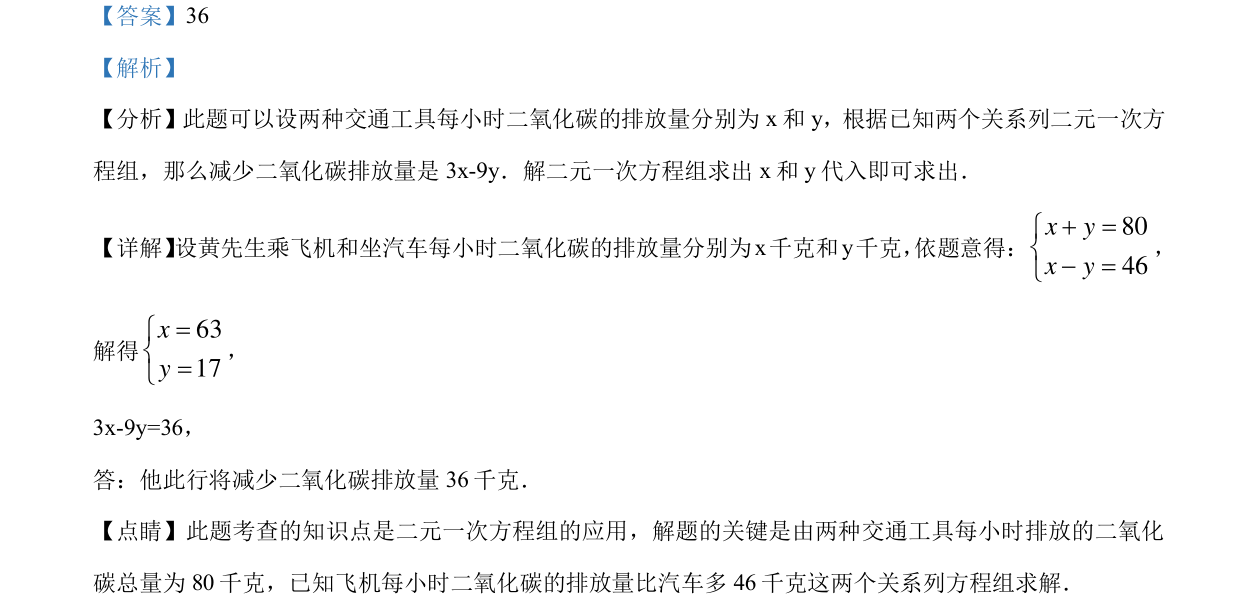 【答案】36
【解析】
【分析】此题可以设两种交通工具每小时二氧化碳的排放量分别为 x 和 y，根据已知两个关系列二元一次方
程组，那么减少二氧化碳排放量是 3x-9y．解二元一次方程组求出 x 和 y 代入即可求出．
【详解】设黄先生乘飞机和坐汽车每小时二氧化碳的排放量分别为x千克和y千克，依题意得：{x+y=80 x−y=46，
解得{x=63 y=17，
3x-9y=36，
答：他此行将减少二氧化碳排放量 36 千克．
【点睛】此题考查的知识点是二元一次方程组的应用，解题的关键是由两种交通工具每小时排放的二氧化
碳总量为 80 千克，已知飞机每小时二氧化碳的排放量比汽车多 46 千克这两个关系列方程组求解．